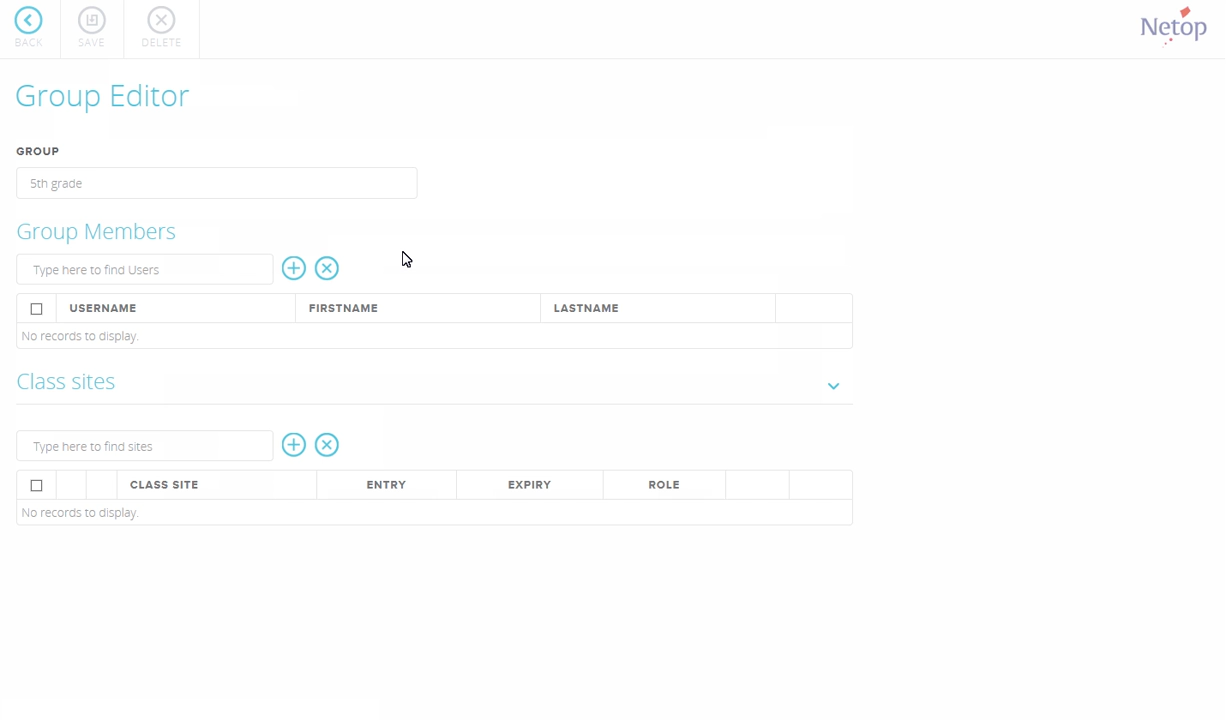 BACK SAVE DELETE
Netop
Group Editor
GROUP
5th grade
Group Members
Type here to find Users
USERNAME FIRSTNAME LASTNAME
No records to display.
Class sites
Type here to find sites
CLASS SITE ENTRY EXPIRY ROLE
No records to display.